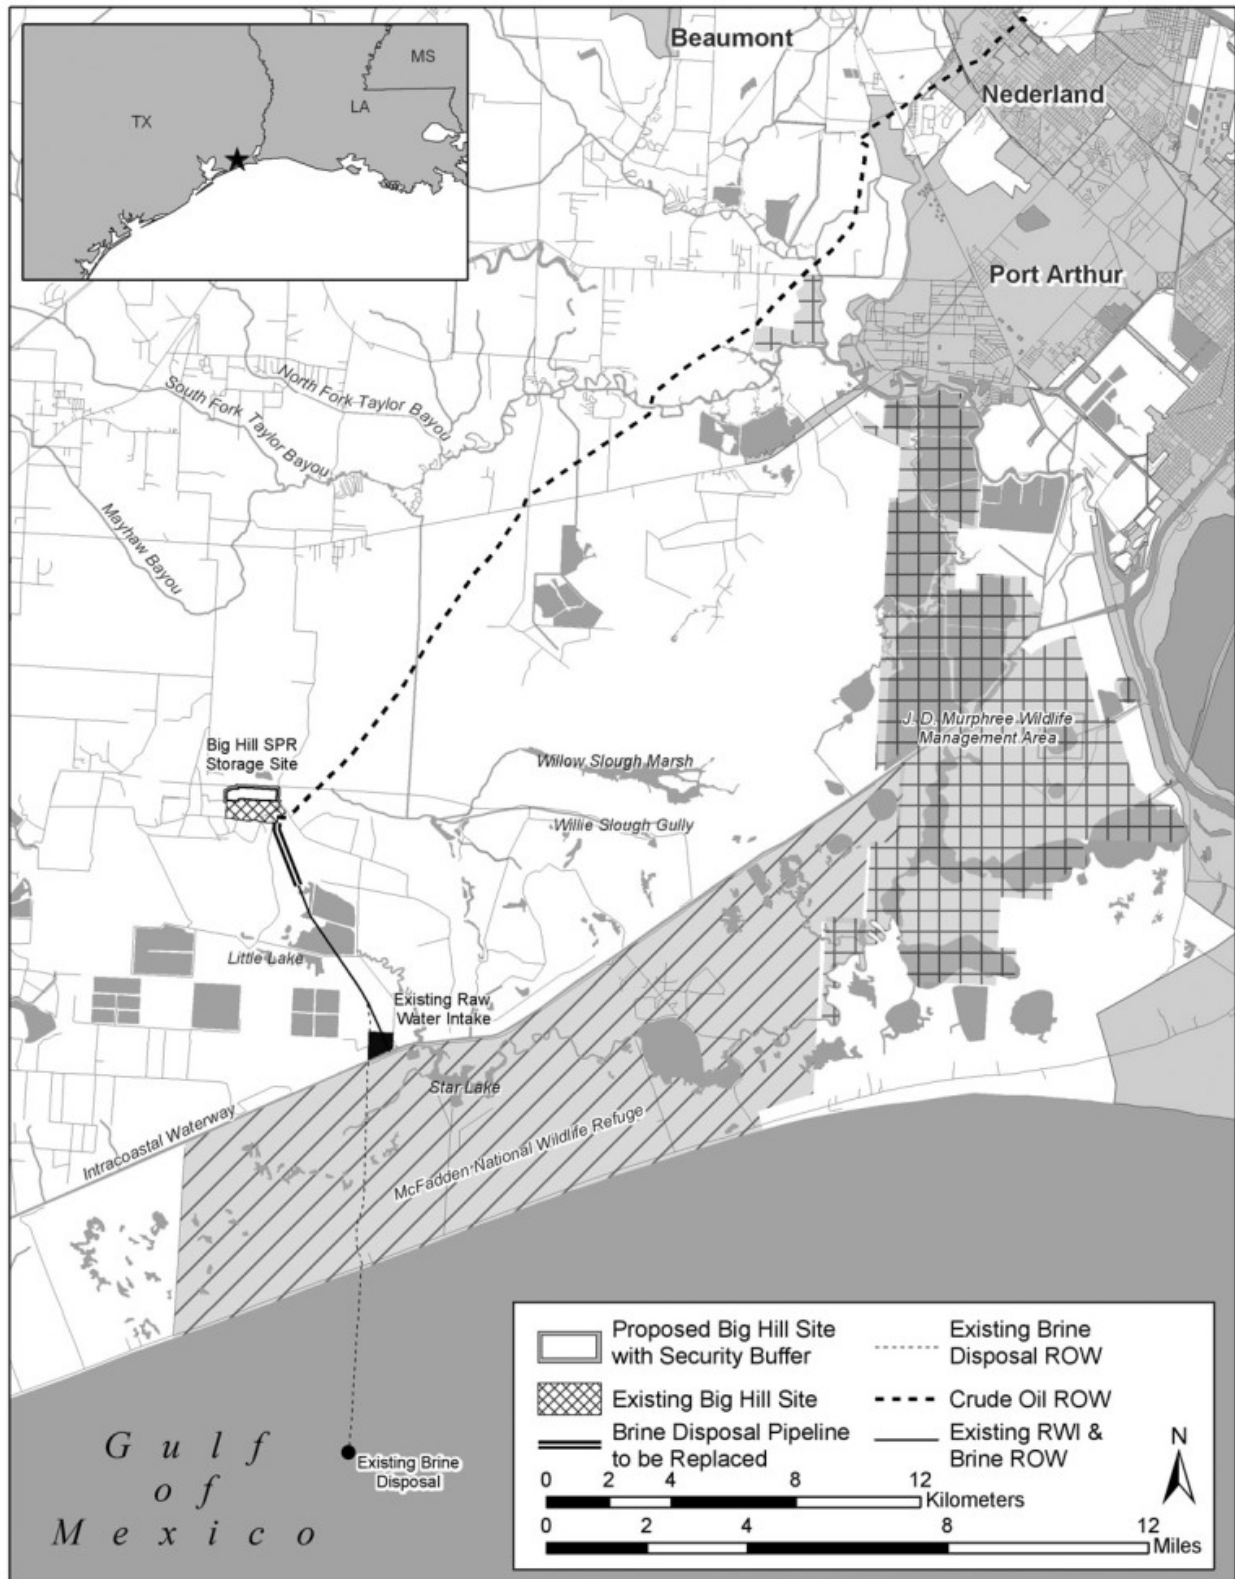 MS
LA
TX
Beaumont
Nederland
Port Arthur
North Fork Taylor Bayou
South Fork Taylor Bayou
Mayhaw Bayou
J. D. Murphree Wildlife
Management Area
Big Hill SPR
Storage Site
Willow Slough Marsh
Willie Slough Gully
Little Lake
Existing Raw
Water Intake
Star Lake
Intracoastal Waterway
McFadden National Wildlife Refuge
Existing Brine
Disposal
Gulf
of
Mexico
Proposed Big Hill Site
with Security Buffer
Existing Big Hill Site
Brine Disposal Pipeline
to be Replaced
Existing Brine
Disposal ROW
Crude Oil ROW
Existing RWI &
Brine ROW
N
0 2 4 8 12
Kilometers
0 2 4 8 12
Miles